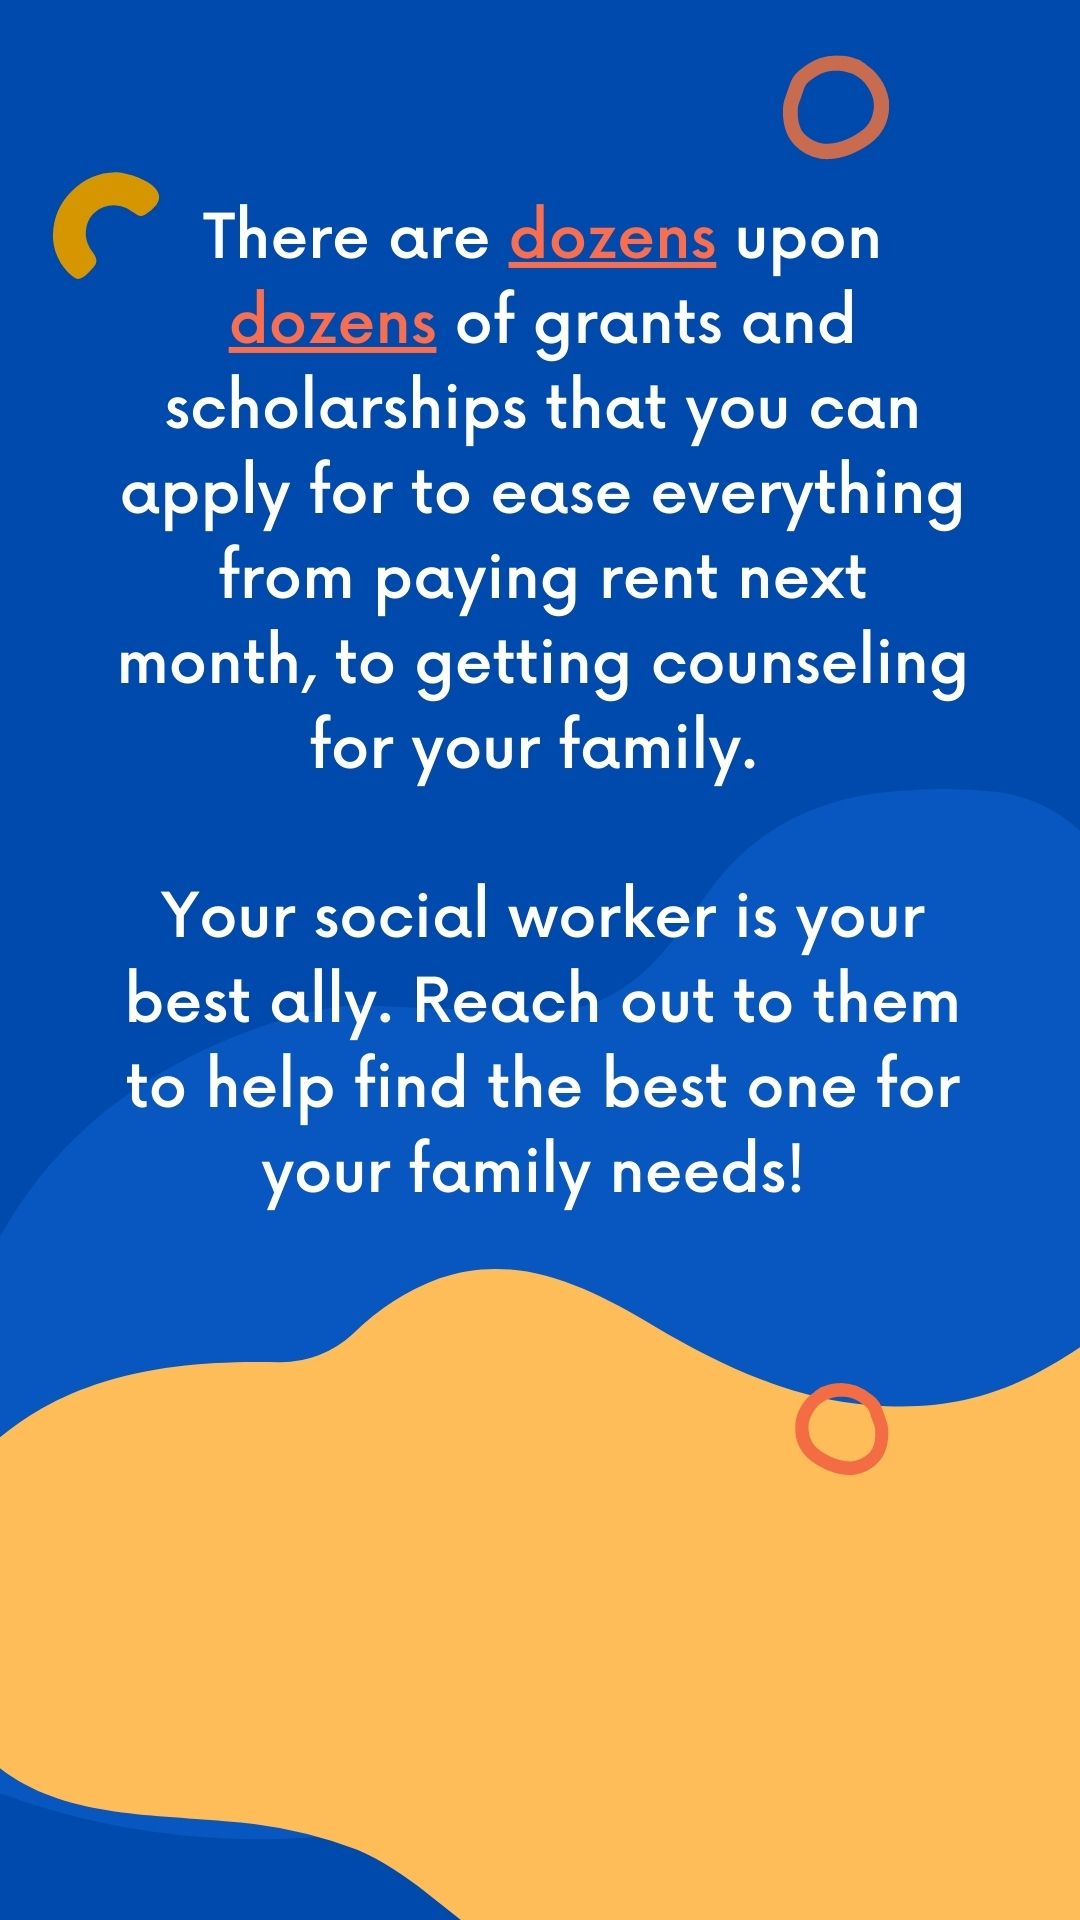 There are dozens upon
dozens of grants and
scholarships that you can
apply for to ease everything
from paying rent next
month, to getting counseling
for your family.
Your social worker is your
best ally. Reach out to them
to help find the best one for
your family needs!